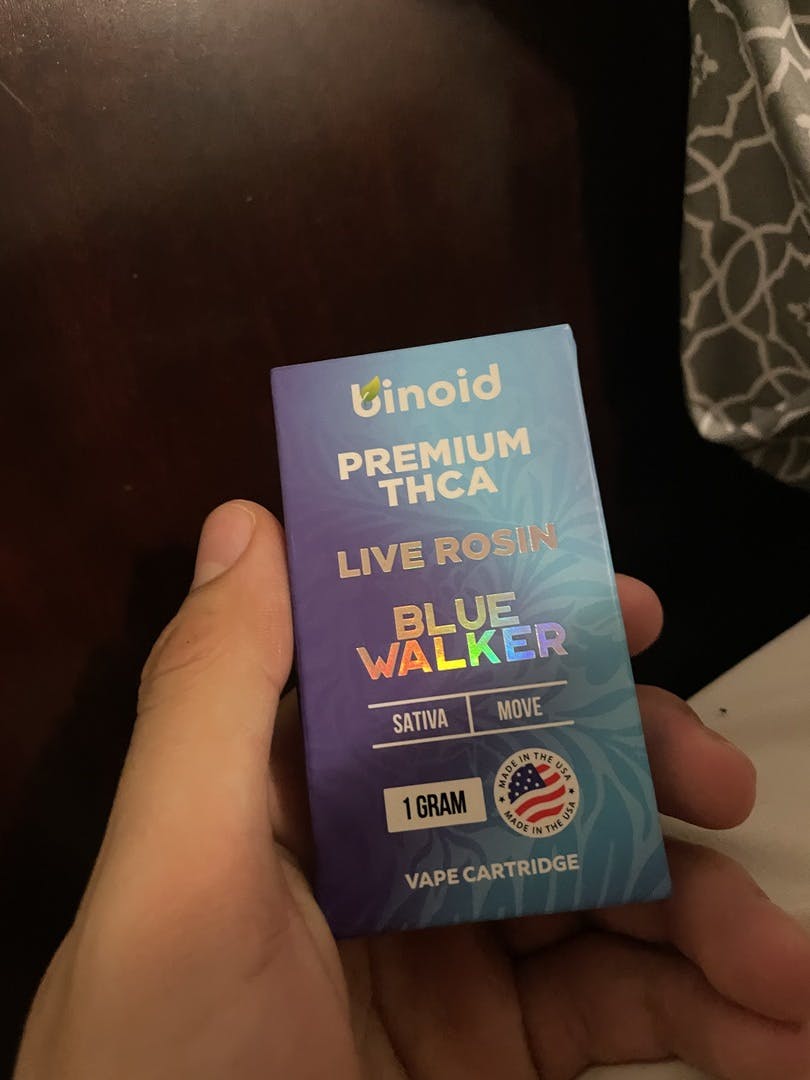 binoid
PREMIUM
THCA
LIVE ROSIN
BLUE
WALKER
SATIVA
MOVE
1 GRAM
MADE IN THE USA
MADE IN THE USA
VAPE CARTRIDGE